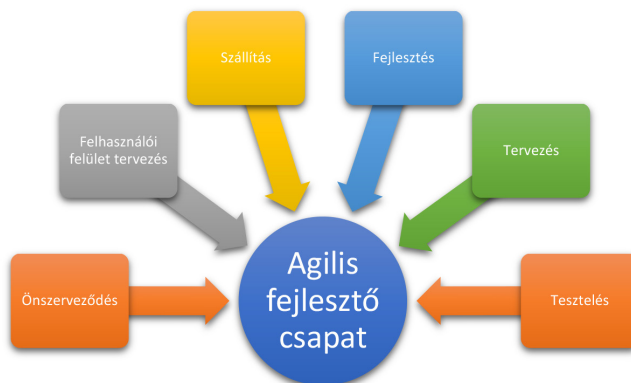 Szállítás
Fejlesztés
Felhasználói
felület tervezés
Tervezés
Önszerveződés
Agilis
fejlesztő
csapat
Tesztelés